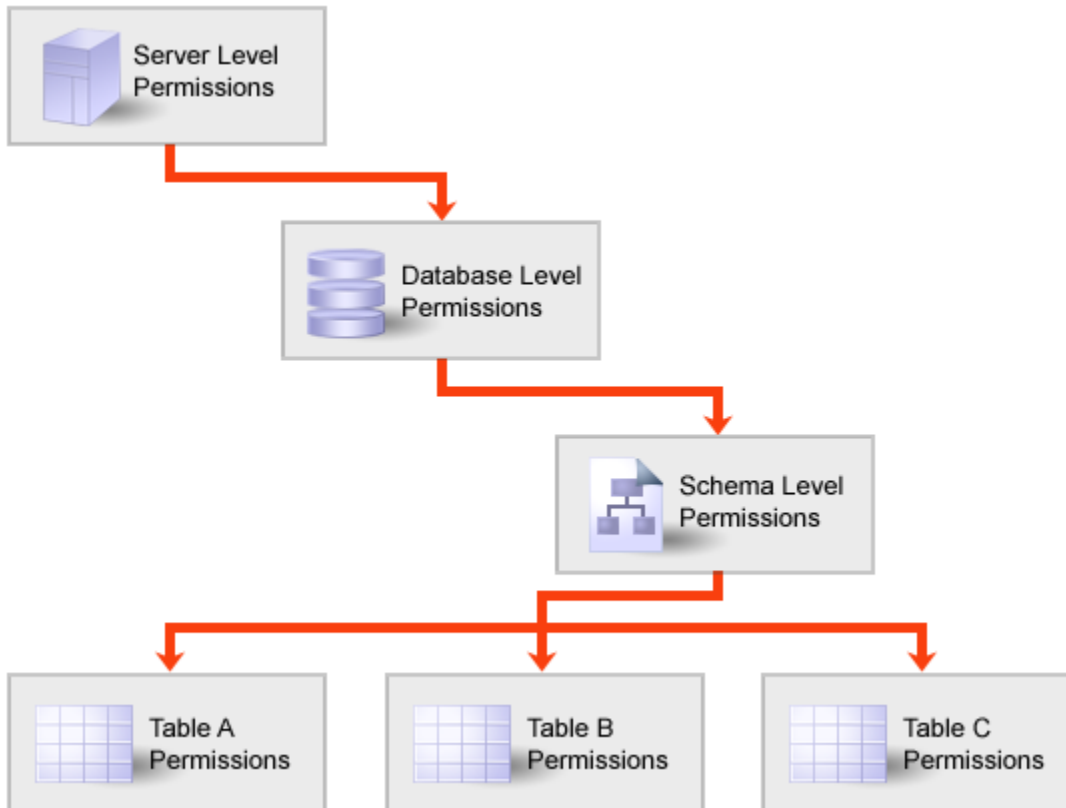 Server Level
Permissions
Database Level
Permissions
Schema Level
Permissions
Table A
Permissions
Table B
Permissions
Table C
Permissions